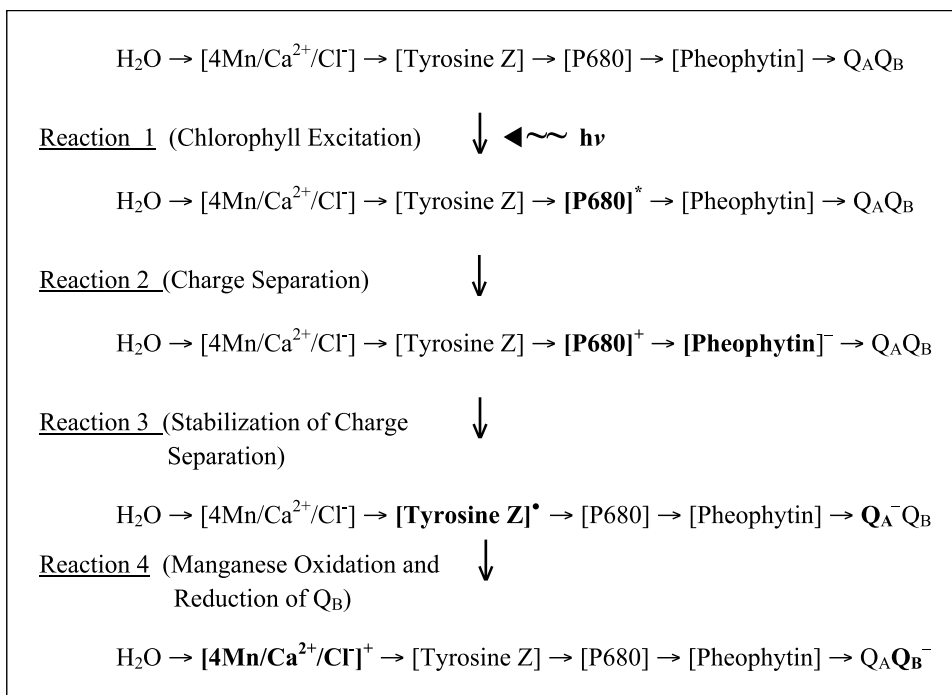 H₂O → [4Mn/Ca²⁺/Cl⁻] → [Tyrosine Z] → [P680] → [Pheophytin] → Q_AQ_B
Reaction 1 (Chlorophyll Excitation) ◄~~ hν
H₂O → [4Mn/Ca²⁺/Cl⁻] → [Tyrosine Z] → [P680]* → [Pheophytin] → Q_AQ_B
Reaction 2 (Charge Separation)
H₂O → [4Mn/Ca²⁺/Cl⁻] → [Tyrosine Z] → [P680]⁺ → [Pheophytin]⁻ → Q_AQ_B
Reaction 3 (Stabilization of Charge
Separation)
H₂O → [4Mn/Ca²⁺/Cl⁻] → [Tyrosine Z]• → [P680] → [Pheophytin] → Q_A⁻Q_B
Reaction 4 (Manganese Oxidation and
Reduction of Q_B)
H₂O → [4Mn/Ca²⁺/Cl⁻]⁺ → [Tyrosine Z] → [P680] → [Pheophytin] → Q_AQ_B⁻